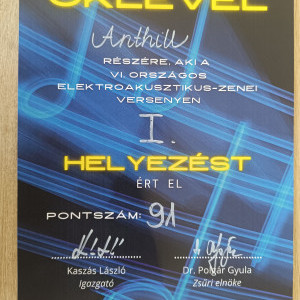 OKLEVÉL
Anthill
RÉSZÉRE, AKI A
VI. ORSZÁGOS
ELEKTROAKUSZTIKUS-ZENEI
VERSENYEN
I.
HELYEZÉST
ÉRT EL
PONTSZÁM: 91
Kaszás László
Dr. Polgár Gyula
Igazgató
Zsűri elnöke